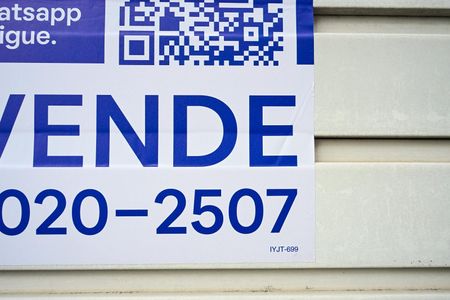 atsapp
igue.
VENDE
020-2507
IYJT-699